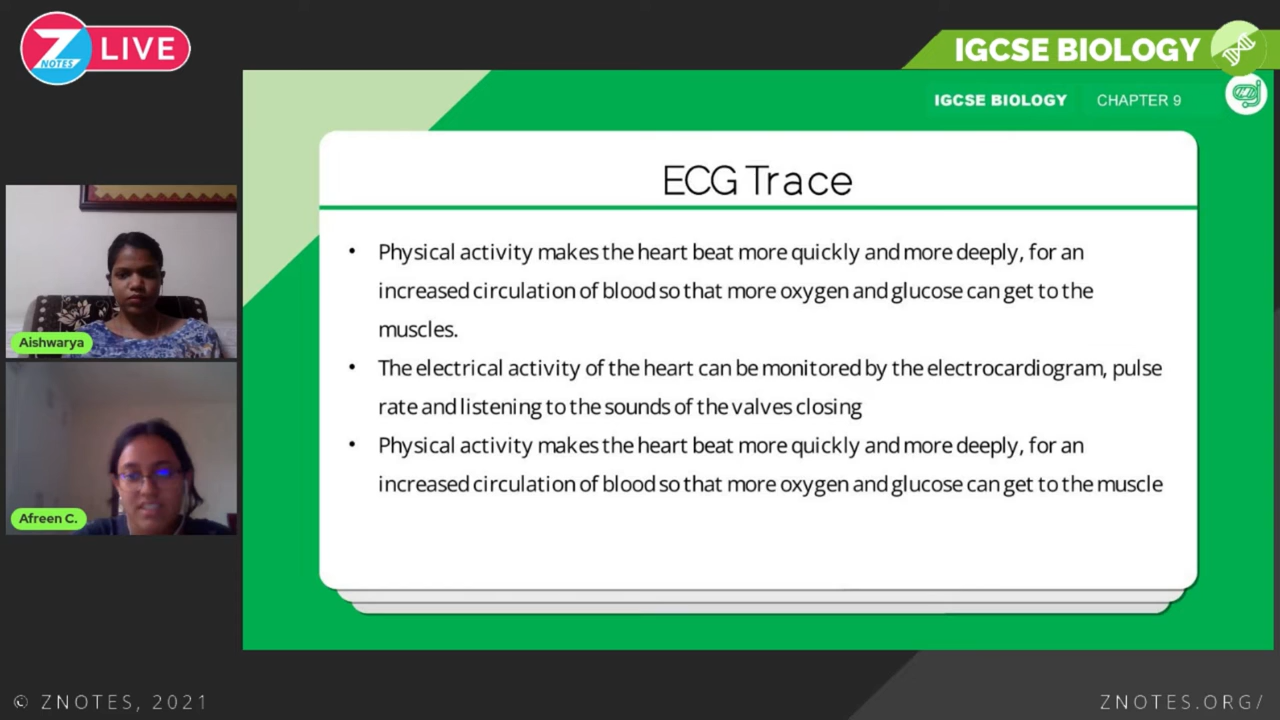 Z NOTES LIVE
IGCSE BIOLOGY
IGCSE BIOLOGY CHAPTER 9
ECG Trace
• Physical activity makes the heart beat more quickly and more deeply, for an
increased circulation of blood so that more oxygen and glucose can get to the
muscles.
• The electrical activity of the heart can be monitored by the electrocardiogram, pulse
rate and listening to the sounds of the valves closing
• Physical activity makes the heart beat more quickly and more deeply, for an
increased circulation of blood so that more oxygen and glucose can get to the muscle
Aishwarya
Afreen C.
© ZNOTES, 2021
ZNOTES.ORG/